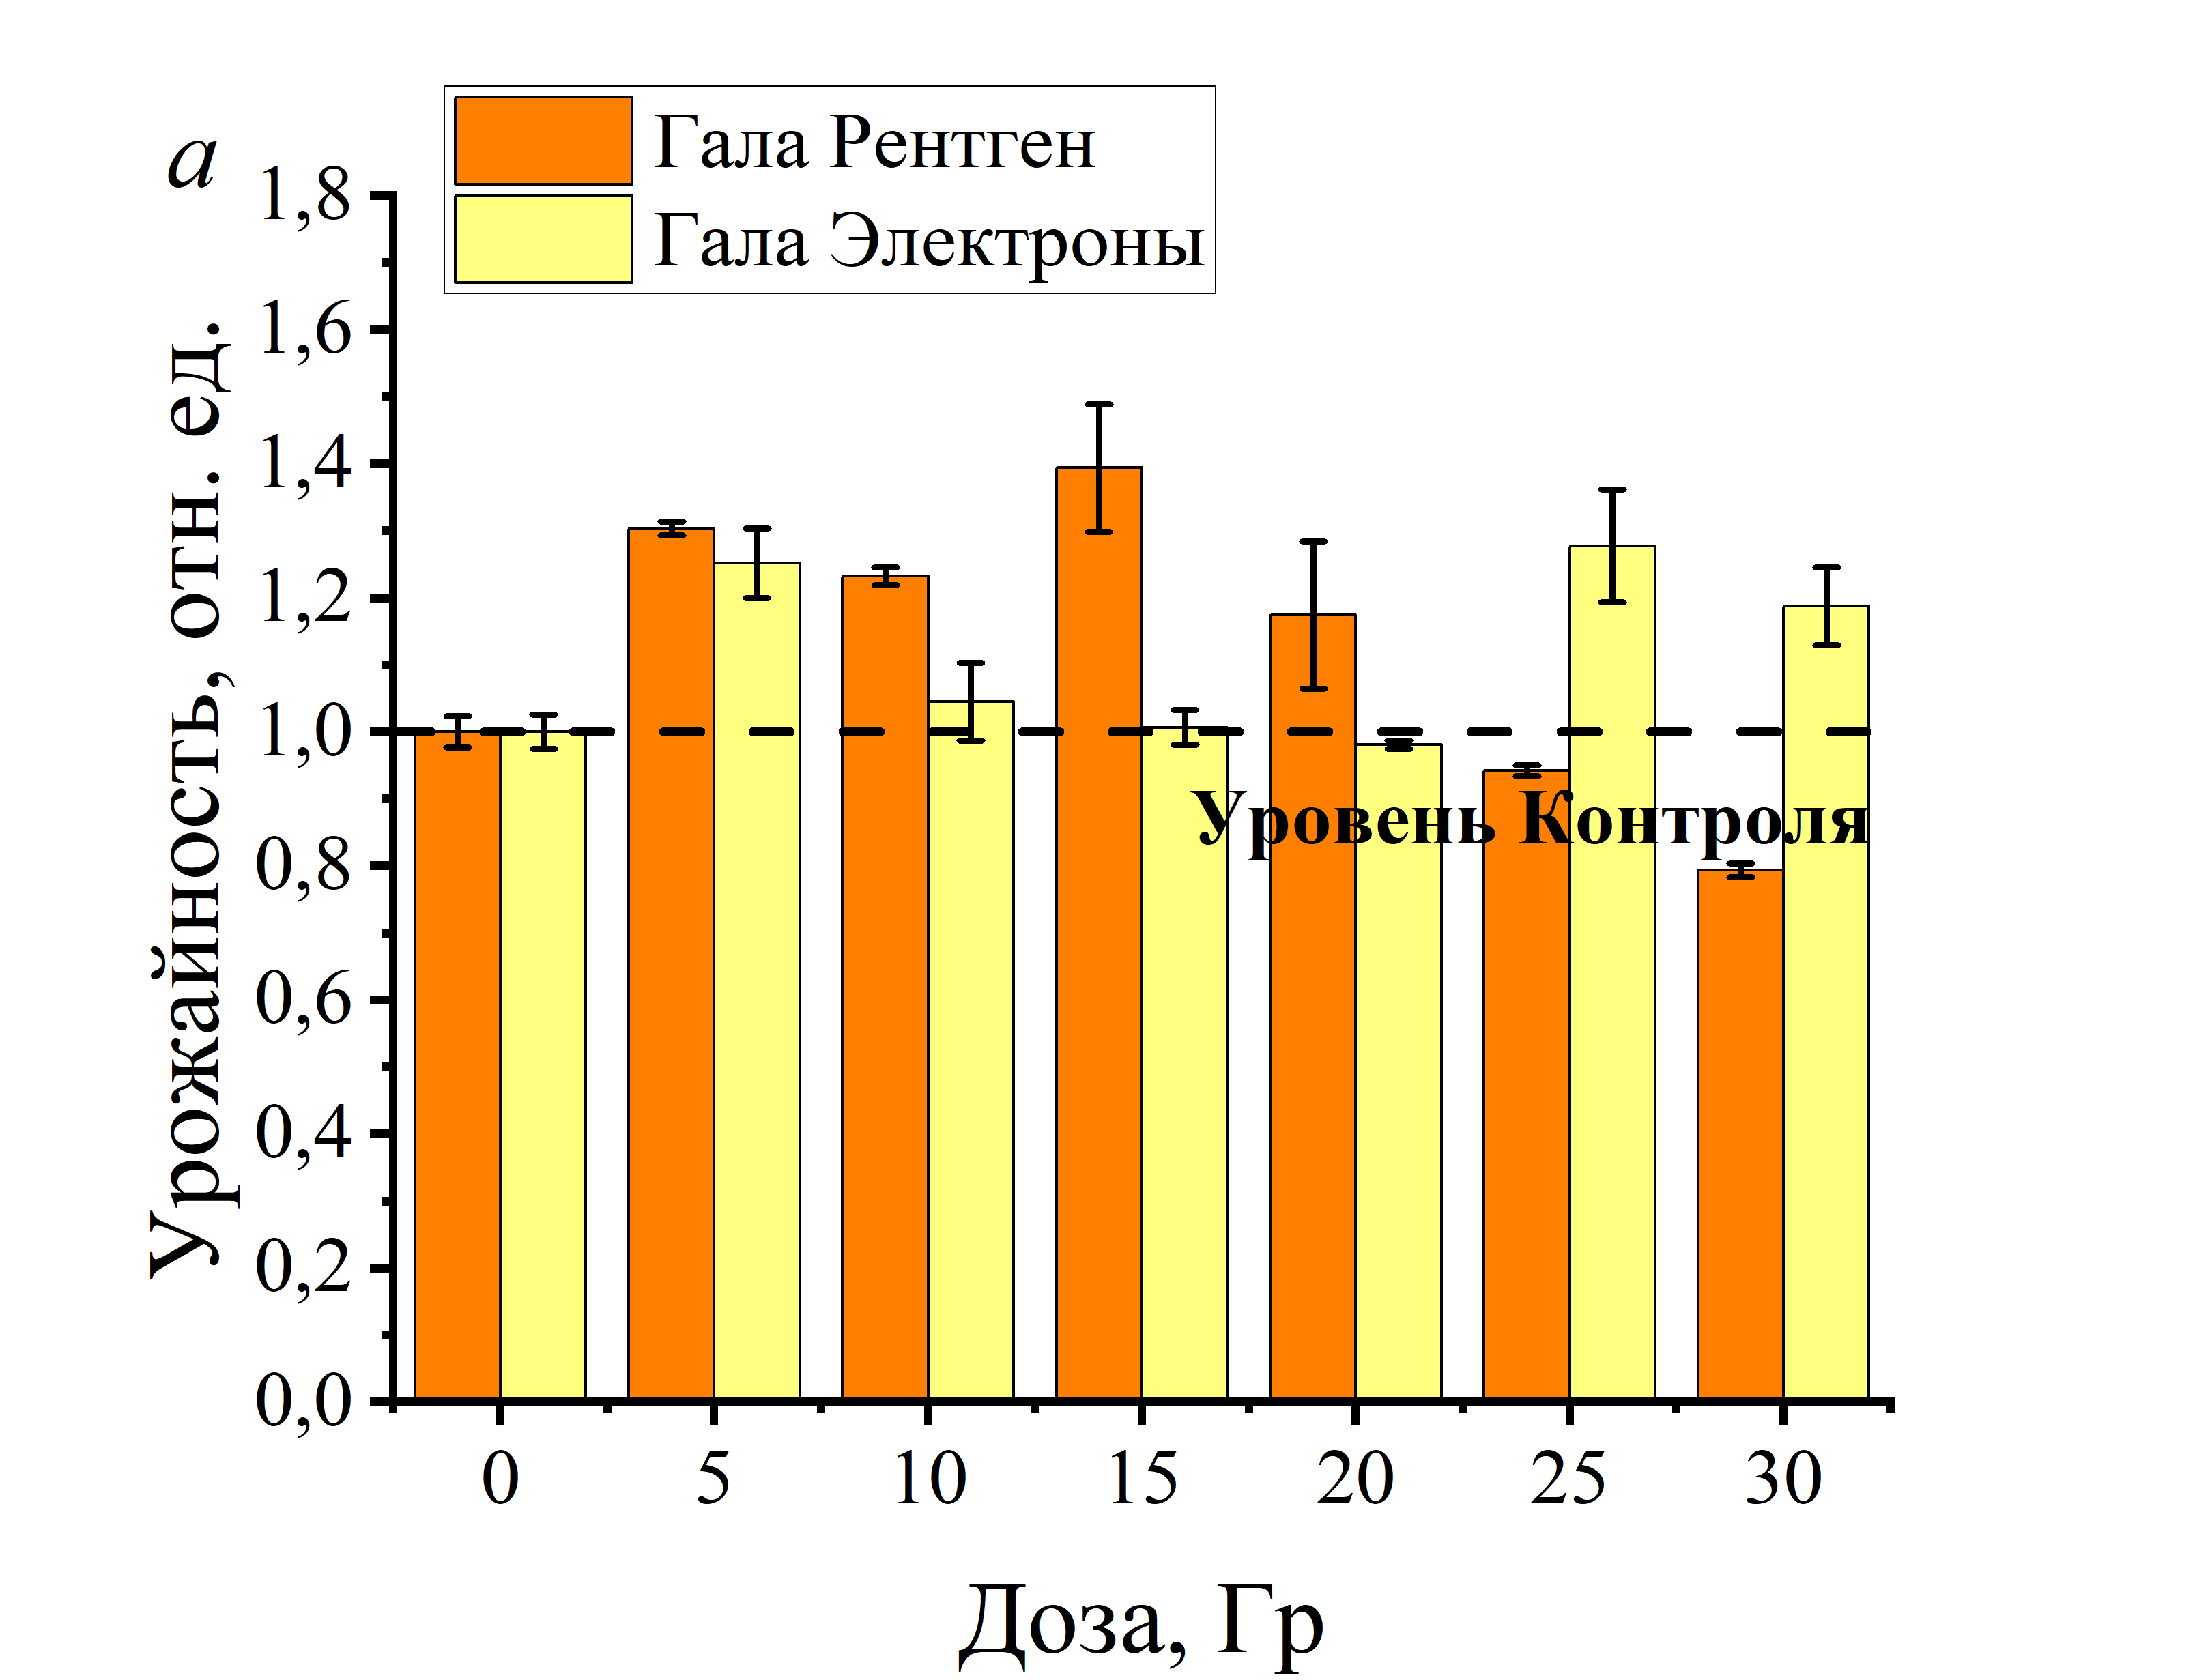 а
Гала Рентген
Гала Электроны
Урожайность, отн. ед.
1,8
1,6
1,4
1,2
1,0
0,8
0,6
0,4
0,2
0,0
Уровень Контроля
0 5 10 15 20 25 30
Доза, Гр